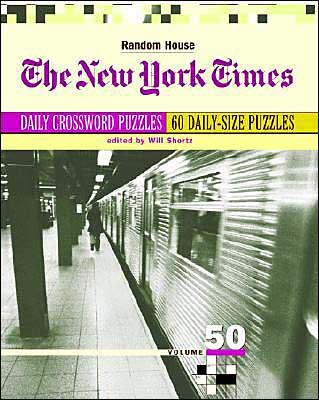 Random House
The New York Times
DAILY CROSSWORD PUZZLES 60 DAILY-SIZE PUZZLES
edited by Will Shortz
VOLUME 50